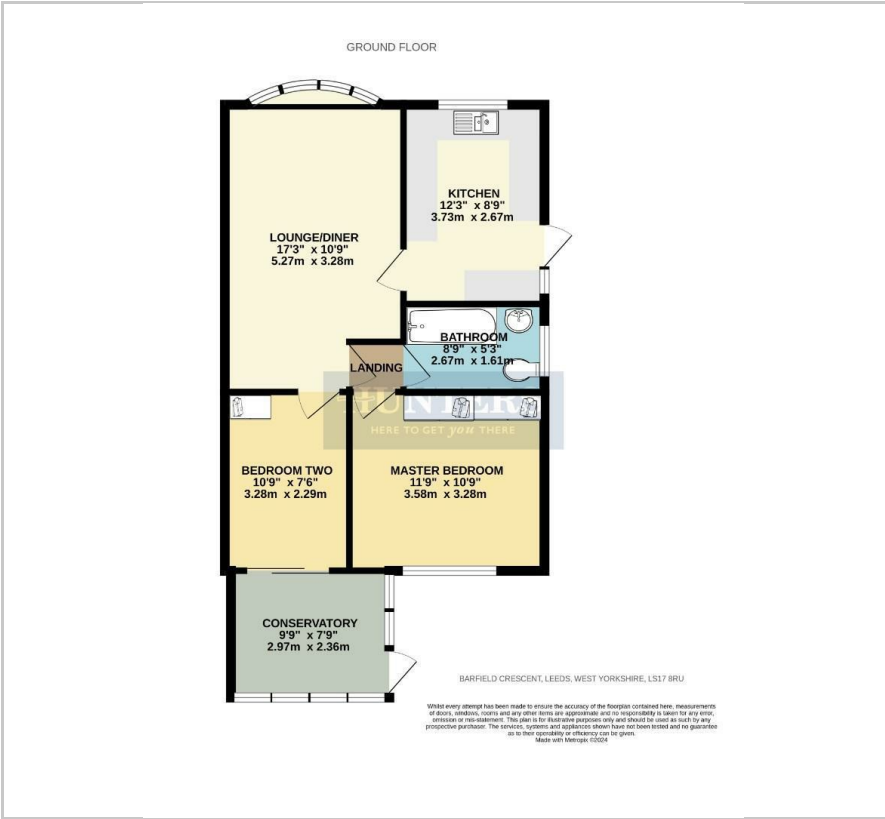 GROUND FLOOR
KITCHEN
12'3" x 8'9"
3.73m x 2.67m
LOUNGE/DINER
17'3" x 10'9"
5.27m x 3.28m
BATHROOM
8'9" x 5'3"
2.67m x 1.61m
LANDING
HUNTERS
HERE TO GET you THERE
BEDROOM TWO
10'9" x 7'6"
3.28m x 2.29m
MASTER BEDROOM
11'9" x 10'9"
3.58m x 3.28m
CONSERVATORY
9'9" x 7'9"
2.97m x 2.36m
BARFIELD CRESCENT, LEEDS, WEST YORKSHIRE, LS17 8RU
Whilst every attempt has been made to ensure the accuracy of the floorplan contained here, measurements
of doors, windows, rooms and any other items are approximate and no responsibility is taken for any error,
omission or mis-statement. This plan is for illustrative purposes only and should be used as such by any
prospective purchaser. The services, systems and appliances shown have not been tested and no guarantee
as to their operability or efficiency can be given.
Made with Metropix ©2024